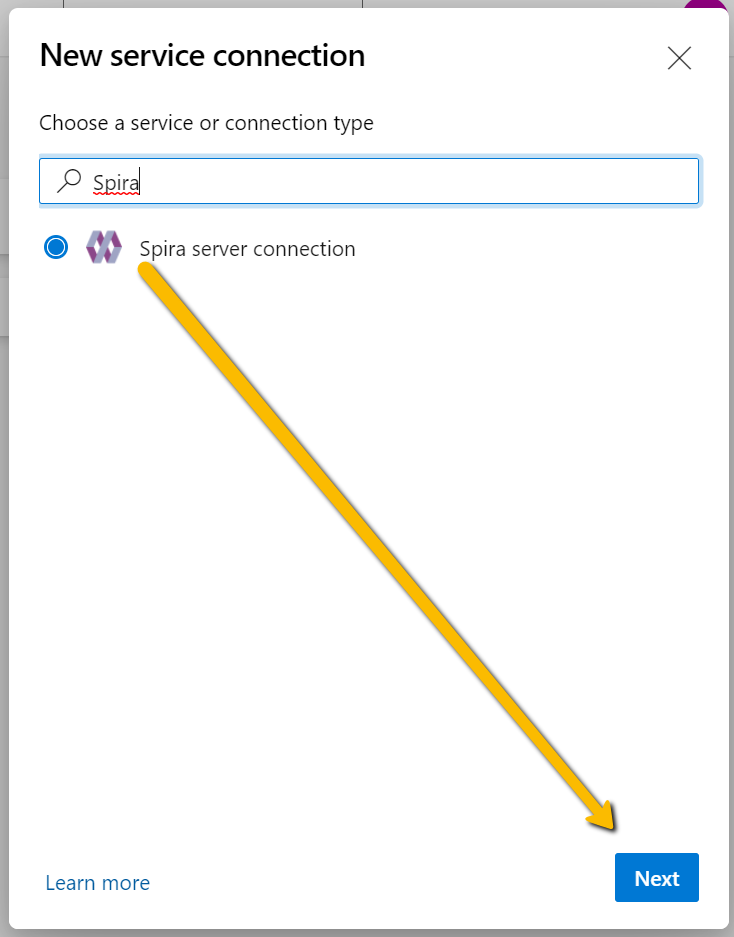 New service connection
Choose a service or connection type
Spira
Spira server connection
Learn more
Next